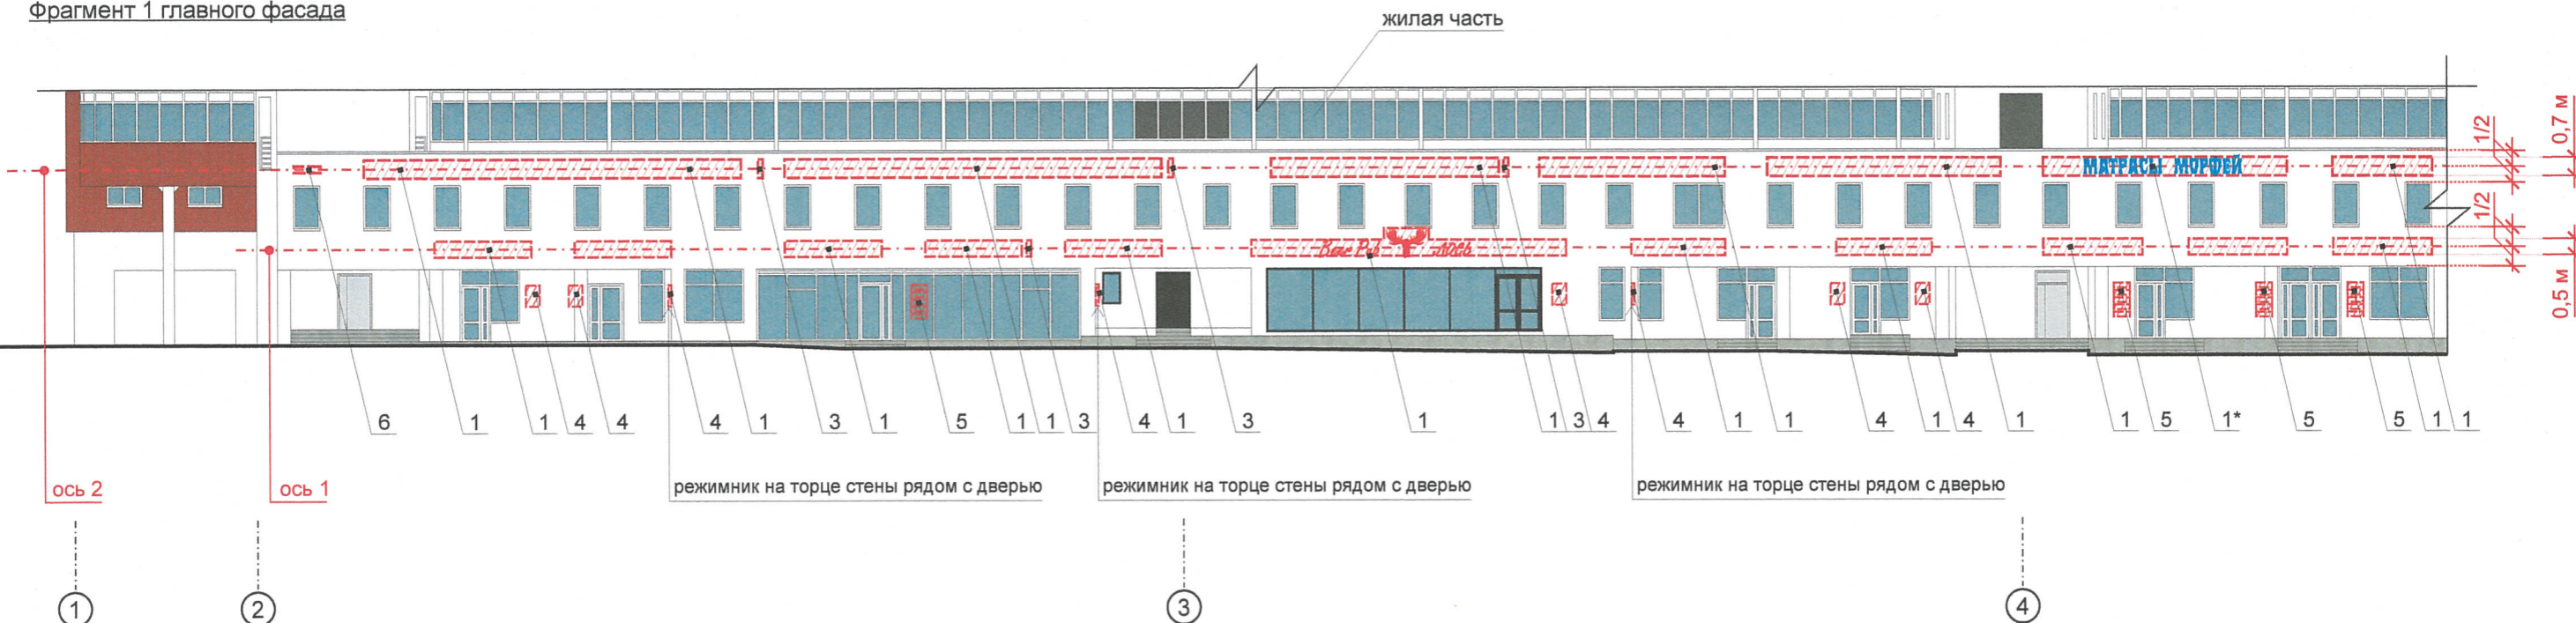 Фрагмент 1 главного фасада
жилая часть
1/2
0,7 м
МАТРАСЫ МОРФЕЙ
1/2
0,5 м
ЛОСЬ
6 1 1 4 4 4 1 3 1 5 1 1 3 4 1 3 1 1 3 4 4 1 1 4 1 4 1 1 5 1* 5 5 1 1
ось 2
ось 1
режимник на торце стены рядом с дверью
режимник на торце стены рядом с дверью
режимник на торце стены рядом с дверью
1 2 3 4